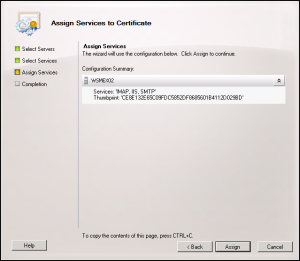 Assign Services to Certificate
Select Servers
Select Services
Assign Services
Completion
Assign Services
The wizard will use the configuration below. Click Assign to continue.
Configuration Summary:
WSMEX02
Services: 'IMAP, IIS, SMTP'
Thumbprint: 'CE8E132E65C09FDC5852DF8685601B4112D029BD'
To copy the contents of this page, press CTRL+C.
Help
< Back
Assign
Cancel